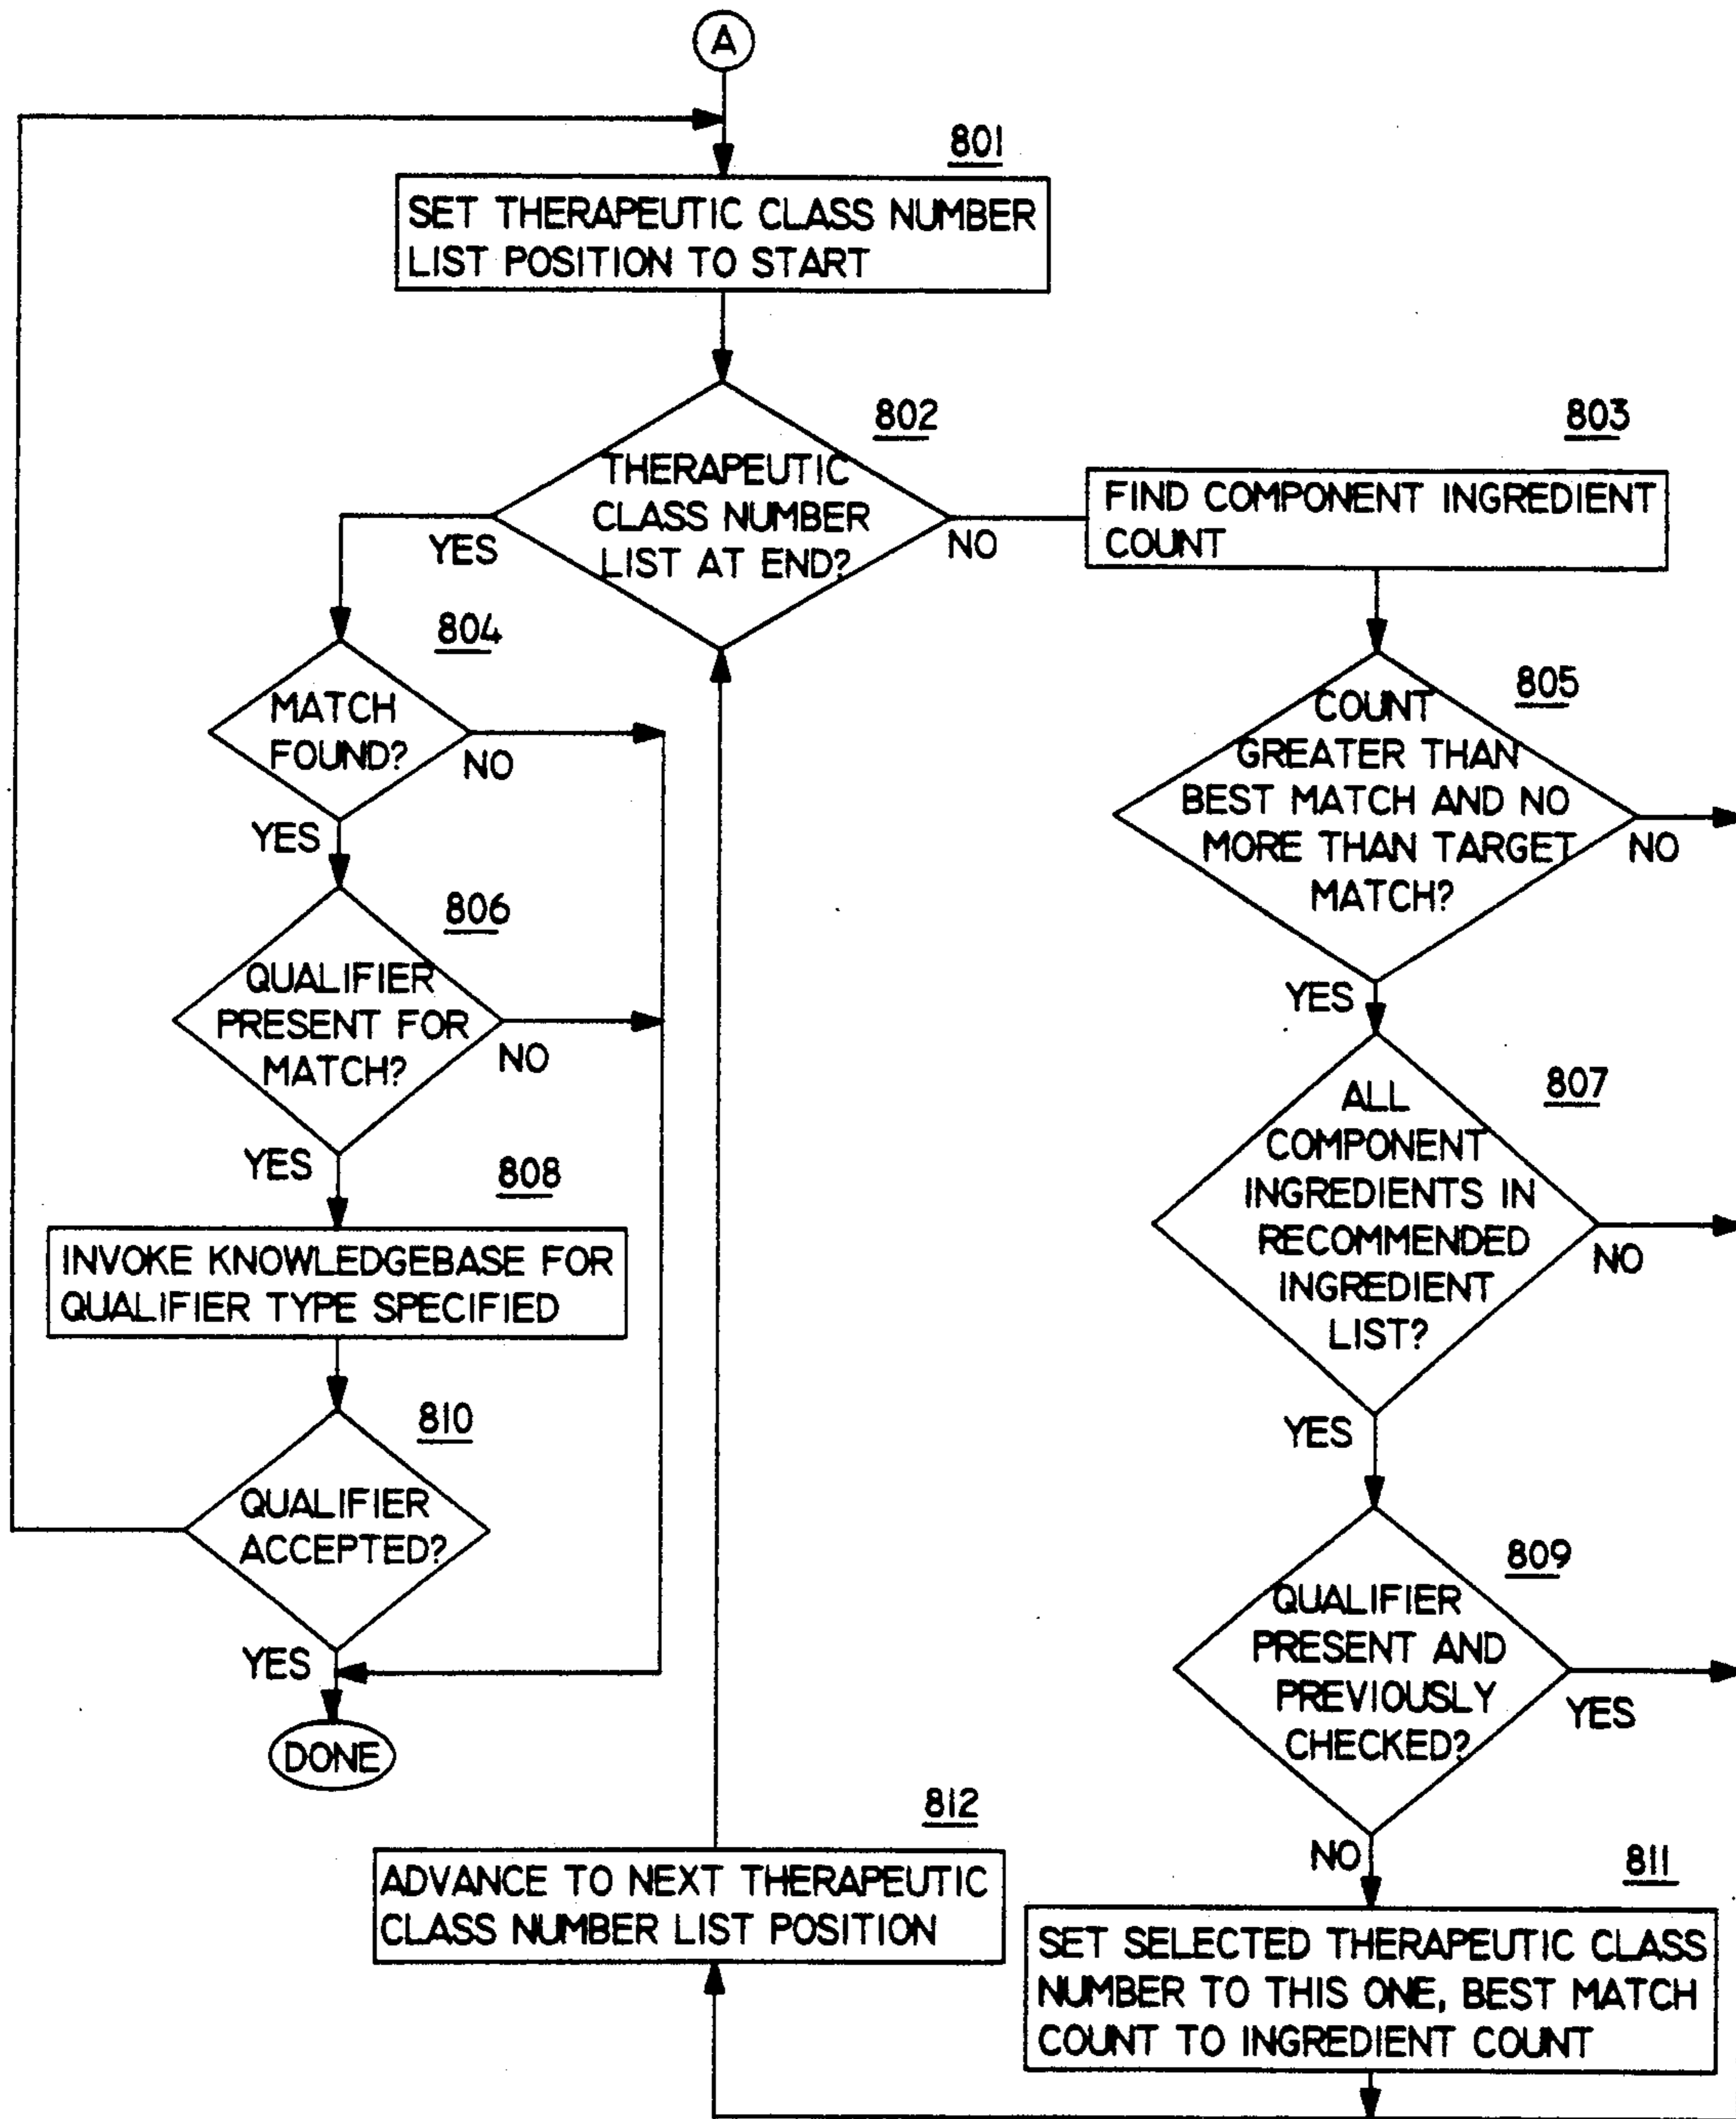 A
801
SET THERAPEUTIC CLASS NUMBER
LIST POSITION TO START
802
THERAPEUTIC
CLASS NUMBER
LIST AT END?
YES
NO
803
FIND COMPONENT INGREDIENT
COUNT
804
MATCH
FOUND?
NO
YES
805
COUNT
GREATER THAN
BEST MATCH AND NO
MORE THAN TARGET
MATCH?
NO
YES
806
QUALIFIER
PRESENT FOR
MATCH?
NO
YES
807
ALL
COMPONENT
INGREDIENTS IN
RECOMMENDED
INGREDIENT
LIST?
NO
YES
808
INVOKE KNOWLEDGEBASE FOR
QUALIFIER TYPE SPECIFIED
810
QUALIFIER
ACCEPTED?
YES
DONE
809
QUALIFIER
PRESENT AND
PREVIOUSLY
CHECKED?
YES
NO
811
SET SELECTED THERAPEUTIC CLASS
NUMBER TO THIS ONE, BEST MATCH
COUNT TO INGREDIENT COUNT
812
ADVANCE TO NEXT THERAPEUTIC
CLASS NUMBER LIST POSITION